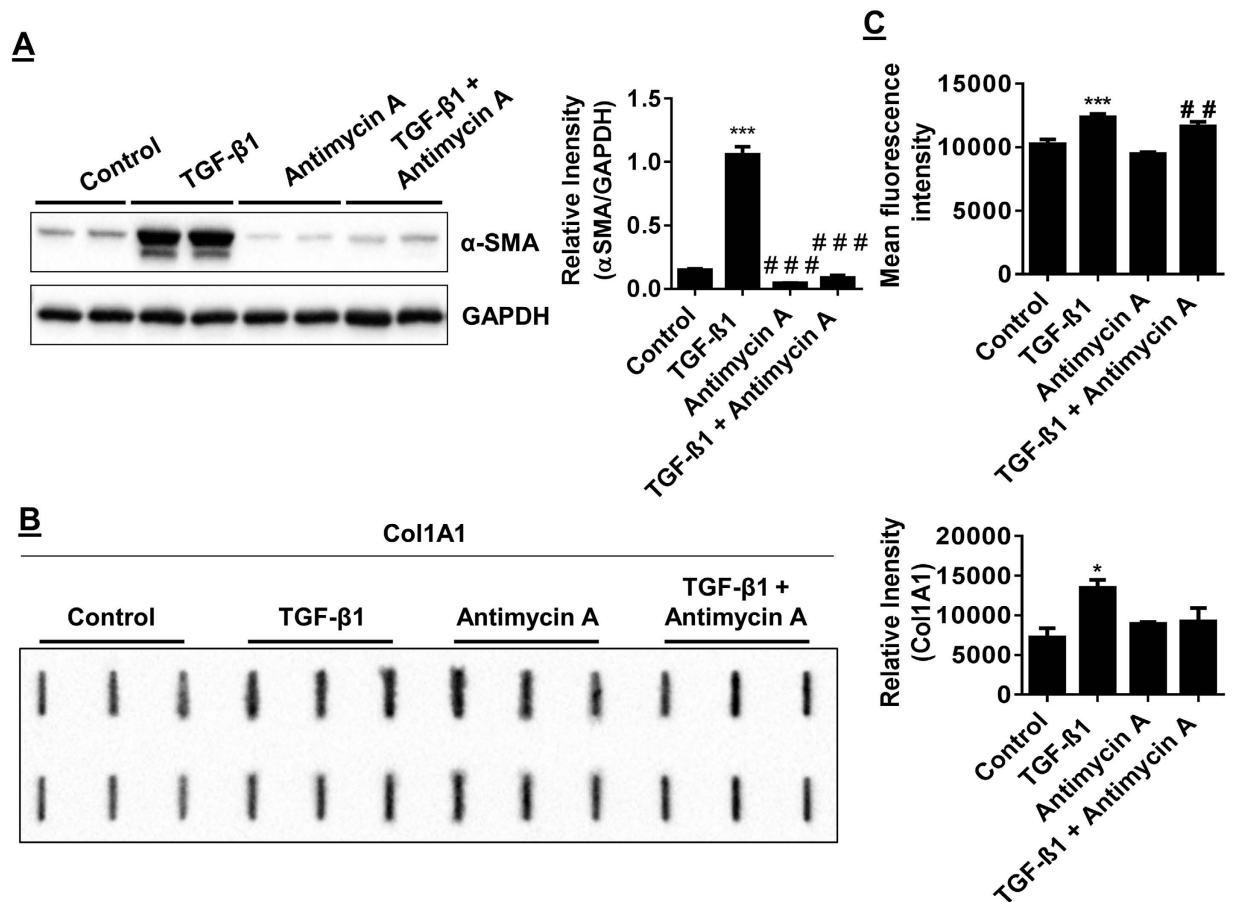 A
Control
TGF-β1
Antimycin A
TGF-β1 +
Antimycin A
α-SMA
GAPDH
Relative Inensity
(αSMA/GAPDH)
1.5
1.0
0.5
0.0
***
# # #
# # #
Control
TGF-ß1
Antimycin A
TGF-ß1 + Antimycin A
C
Mean fluorescence
intensity
15000
10000
5000
0
***
# #
Control
TGF-ß1
Antimycin A
TGF-ß1 + Antimycin A
B
Col1A1
Control
TGF-β1
Antimycin A
TGF-β1 +
Antimycin A
Relative Inensity
(Col1A1)
20000
15000
10000
5000
0
*
Control
TGF-ß1
Antimycin A
TGF-ß1 + Antimycin A